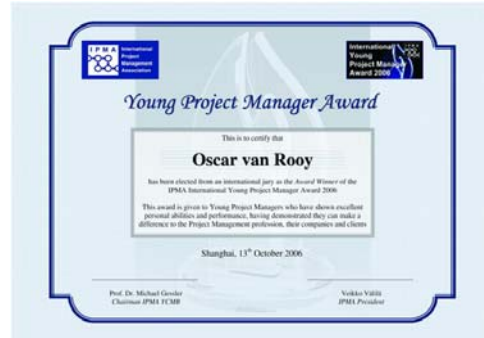 I P M A
International
Project
Management
Association
International
Young
Project Manager
Award 2006
Young Project Manager Award
This is to certify that
Oscar van Rooy
has been elected from an international jury as the Award Winner of the
IPMA International Young Project Manager Award 2006
This award is given to Young Project Managers who have shown excellent
personal abilities and performance, having demonstrated they can make a
difference to the Project Management profession, their companies and clients
Shanghai, 13th October 2006
Prof. Dr. Michael Gessler
Chairman IPMA YCMB
Veikko Välilä
IPMA President